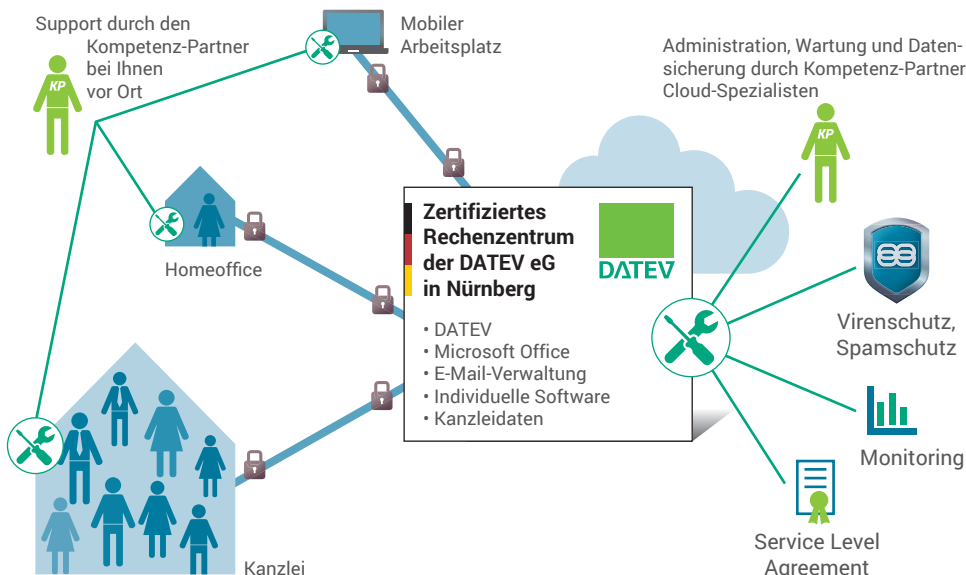 Support durch den
Kompetenz-Partner
bei Ihnen
vor Ort
KP
Mobiler
Arbeitsplatz
Administration, Wartung und Daten-
sicherung durch Kompetenz-Partner
Cloud-Spezialisten
KP
Homeoffice
Zertifiziertes
Rechenzentrum
der DATEV eG
in Nürnberg
DATEV
• DATEV
• Microsoft Office
• E-Mail-Verwaltung
• Individuelle Software
• Kanzleidaten
Virenschutz,
Spamschutz
Monitoring
Service Level
Agreement
Kanzlei